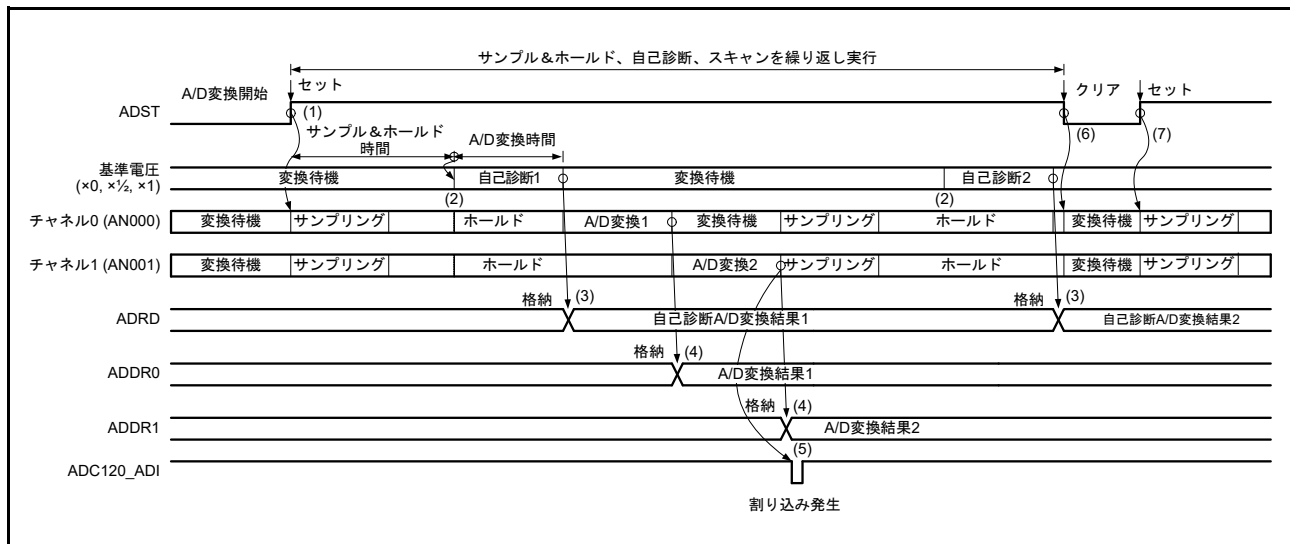 サンプル＆ホールド、自己診断、スキャンを繰り返し実行
A/D変換開始 セット クリア セット
ADST (1) (6) (7)
サンプル＆ホールド時間 A/D変換時間
基準電圧
(×0, ×½, ×1) 変換待機 自己診断1 変換待機 自己診断2
(2) (2)
チャネル0 (AN000) 変換待機 サンプリング ホールド A/D変換1 変換待機 サンプリング ホールド 変換待機 サンプリング
チャネル1 (AN001) 変換待機 サンプリング ホールド A/D変換2 サンプリング ホールド 変換待機 サンプリング
格納 (3) 格納 (3)
ADRD 自己診断A/D変換結果1 自己診断A/D変換結果2
格納 (4)
ADDR0 A/D変換結果1
格納 (4)
ADDR1 A/D変換結果2
(5)
ADC120_ADI
割り込み発生